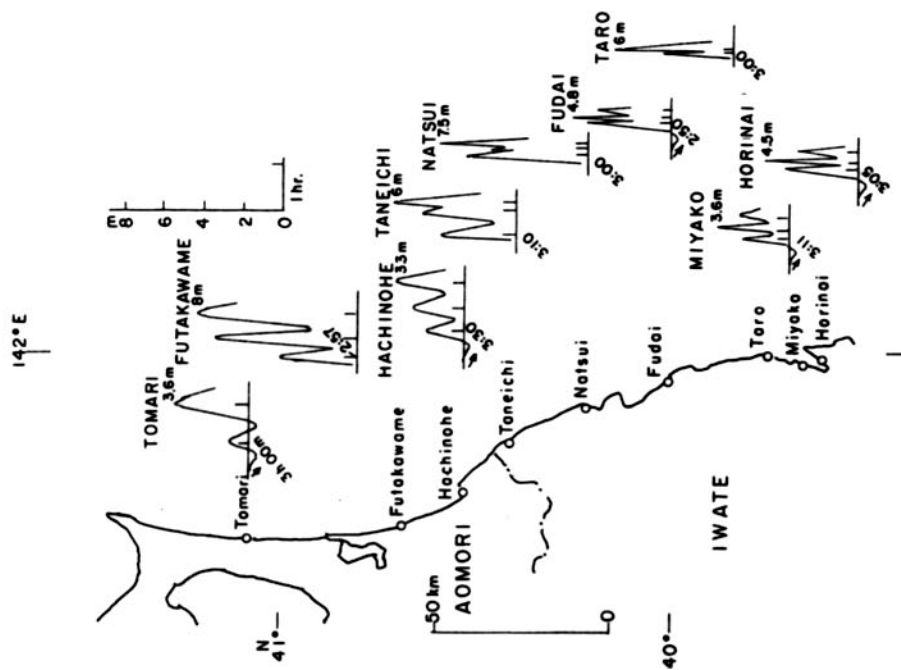 142°E
m
8
6
4
2
0
1 hr.
TOMARI
3.6m
3h 00m
FUTAKAWAME
8m
2:57
HACHINOHE
33m
3:30
TANEICHI
6m
3:10
NATSUI
7.5m
3:00
FUDAI
4.8m
2:50
TARO
6m
3:00
MIYAKO
3.6m
3:11
HORINAI
4.5m
3:05
Tomari
Futakawame
Hachinohe
Taneichi
Natsui
Fudai
Taro
Miyako
Horinai
N
41°
40°
50 km
0
AOMORI
IWATE